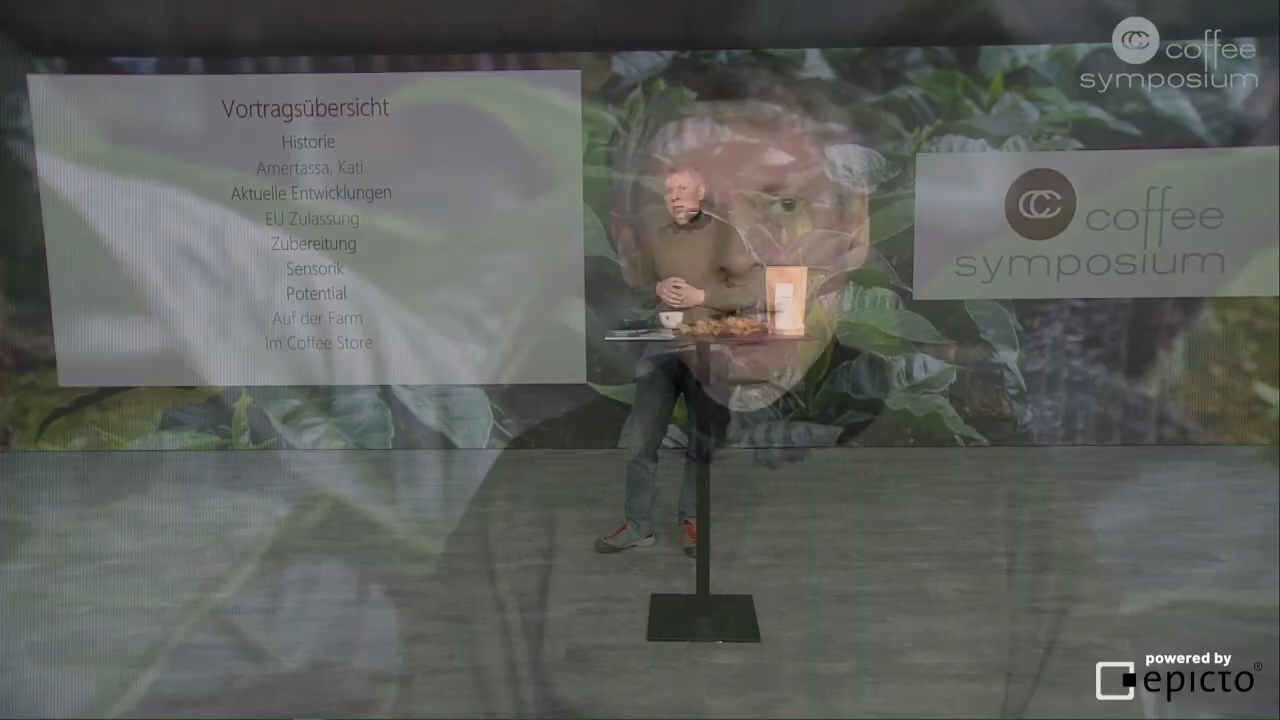 coffee
symposium
Vortragsübersicht
Historie
Amertassa, Kati
Aktuelle Entwicklungen
EU Zulassung
Zubereitung
Sensorik
Potential
Auf der Farm
Im Coffee Store
coffee
symposium
powered by
epicto®